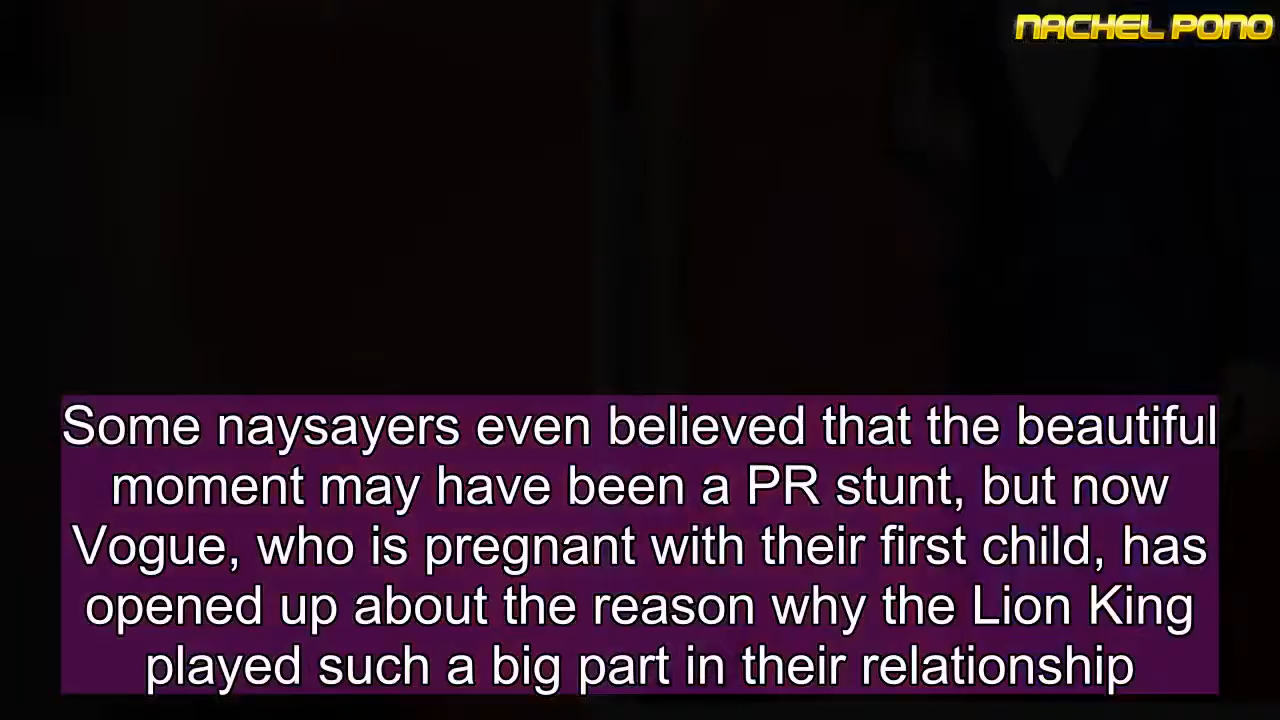 NACHEL PONO
Some naysayers even believed that the beautiful
moment may have been a PR stunt, but now
Vogue, who is pregnant with their first child, has
opened up about the reason why the Lion King
played such a big part in their relationship